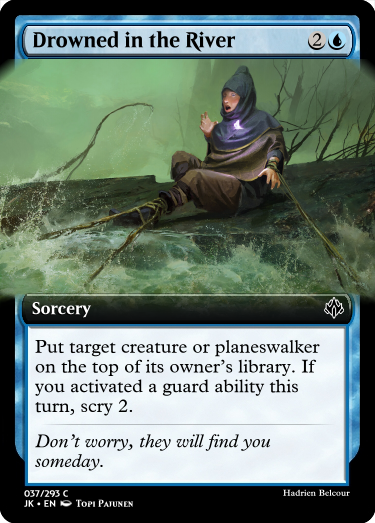 Drowned in the River 2
Sorcery
Put target creature or planeswalker
on the top of its owner's library. If
you activated a guard ability this
turn, scry 2.
Don't worry, they will find you
someday.
037/293 C Hadrien Belcour
JK • EN Topi Pajunen